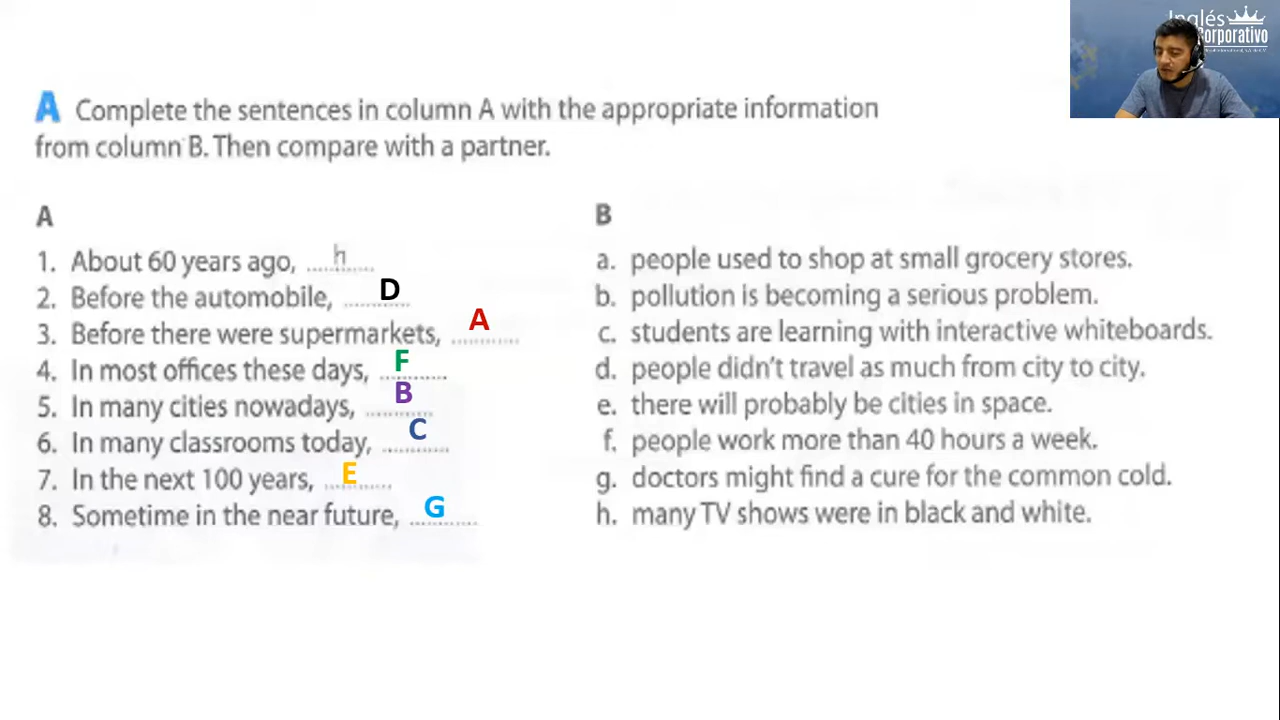 Inglés
Corporativo
A Complete the sentences in column A with the appropriate information
from column B. Then compare with a partner.
A
1. About 60 years ago, ....h....
2. Before the automobile, ....D....
3. Before there were supermarkets, ....A....
4. In most offices these days, ....F....
5. In many cities nowadays, ....B....
6. In many classrooms today, ....C....
7. In the next 100 years, ....E....
8. Sometime in the near future, ....G....
B
a. people used to shop at small grocery stores.
b. pollution is becoming a serious problem.
c. students are learning with interactive whiteboards.
d. people didn't travel as much from city to city.
e. there will probably be cities in space.
f. people work more than 40 hours a week.
g. doctors might find a cure for the common cold.
h. many TV shows were in black and white.